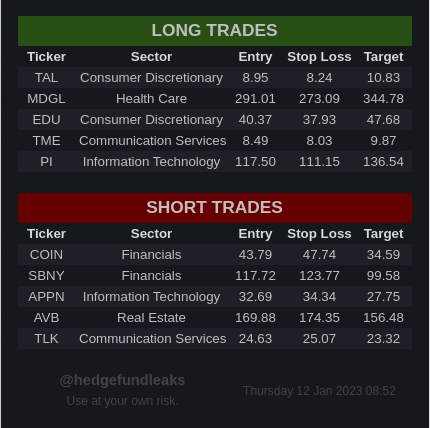 LONG TRADES
Ticker Sector Entry Stop Loss Target
TAL Consumer Discretionary 8.95 8.24 10.83
MDGL Health Care 291.01 273.09 344.78
EDU Consumer Discretionary 40.37 37.93 47.68
TME Communication Services 8.49 8.03 9.87
PI Information Technology 117.50 111.15 136.54
SHORT TRADES
Ticker Sector Entry Stop Loss Target
COIN Financials 43.79 47.74 34.59
SBNY Financials 117.72 123.77 99.58
APPN Information Technology 32.69 34.34 27.75
AVB Real Estate 169.88 174.35 156.48
TLK Communication Services 24.63 25.07 23.32
@hedgefundleaks
Use at your own risk.
Thursday 12 Jan 2023 08:52